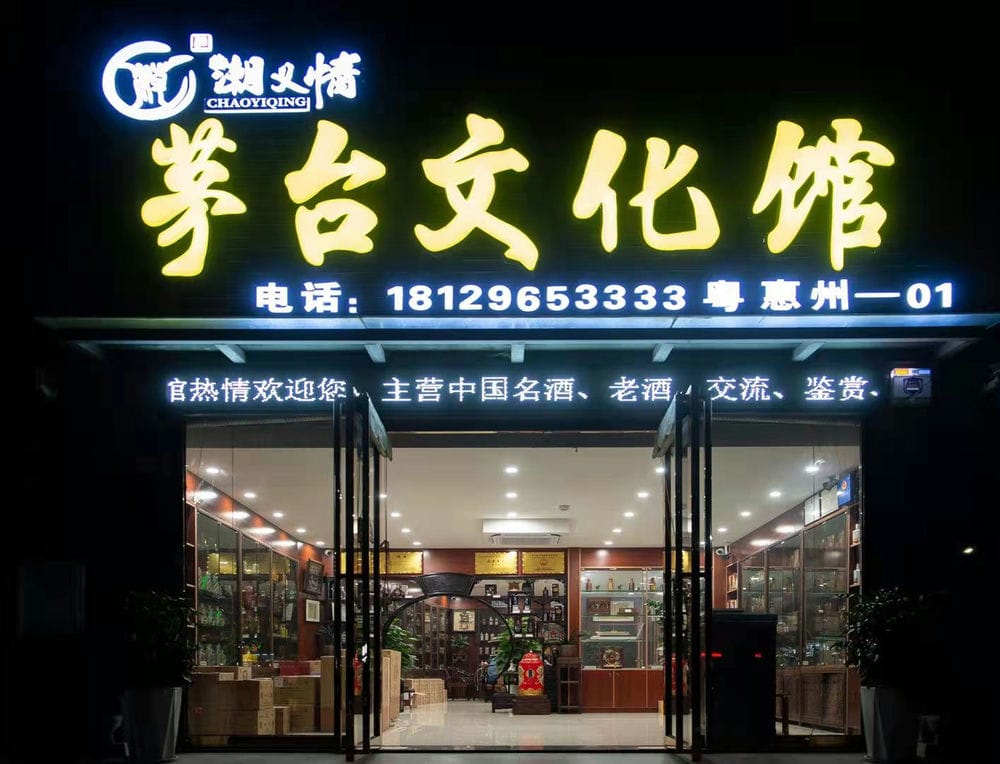 潮义情
CHAOYIQING
茅台文化馆
电话: 18129653333 粤惠州—01
官热情欢迎您、主营中国名酒、老酒、交流、鉴赏、